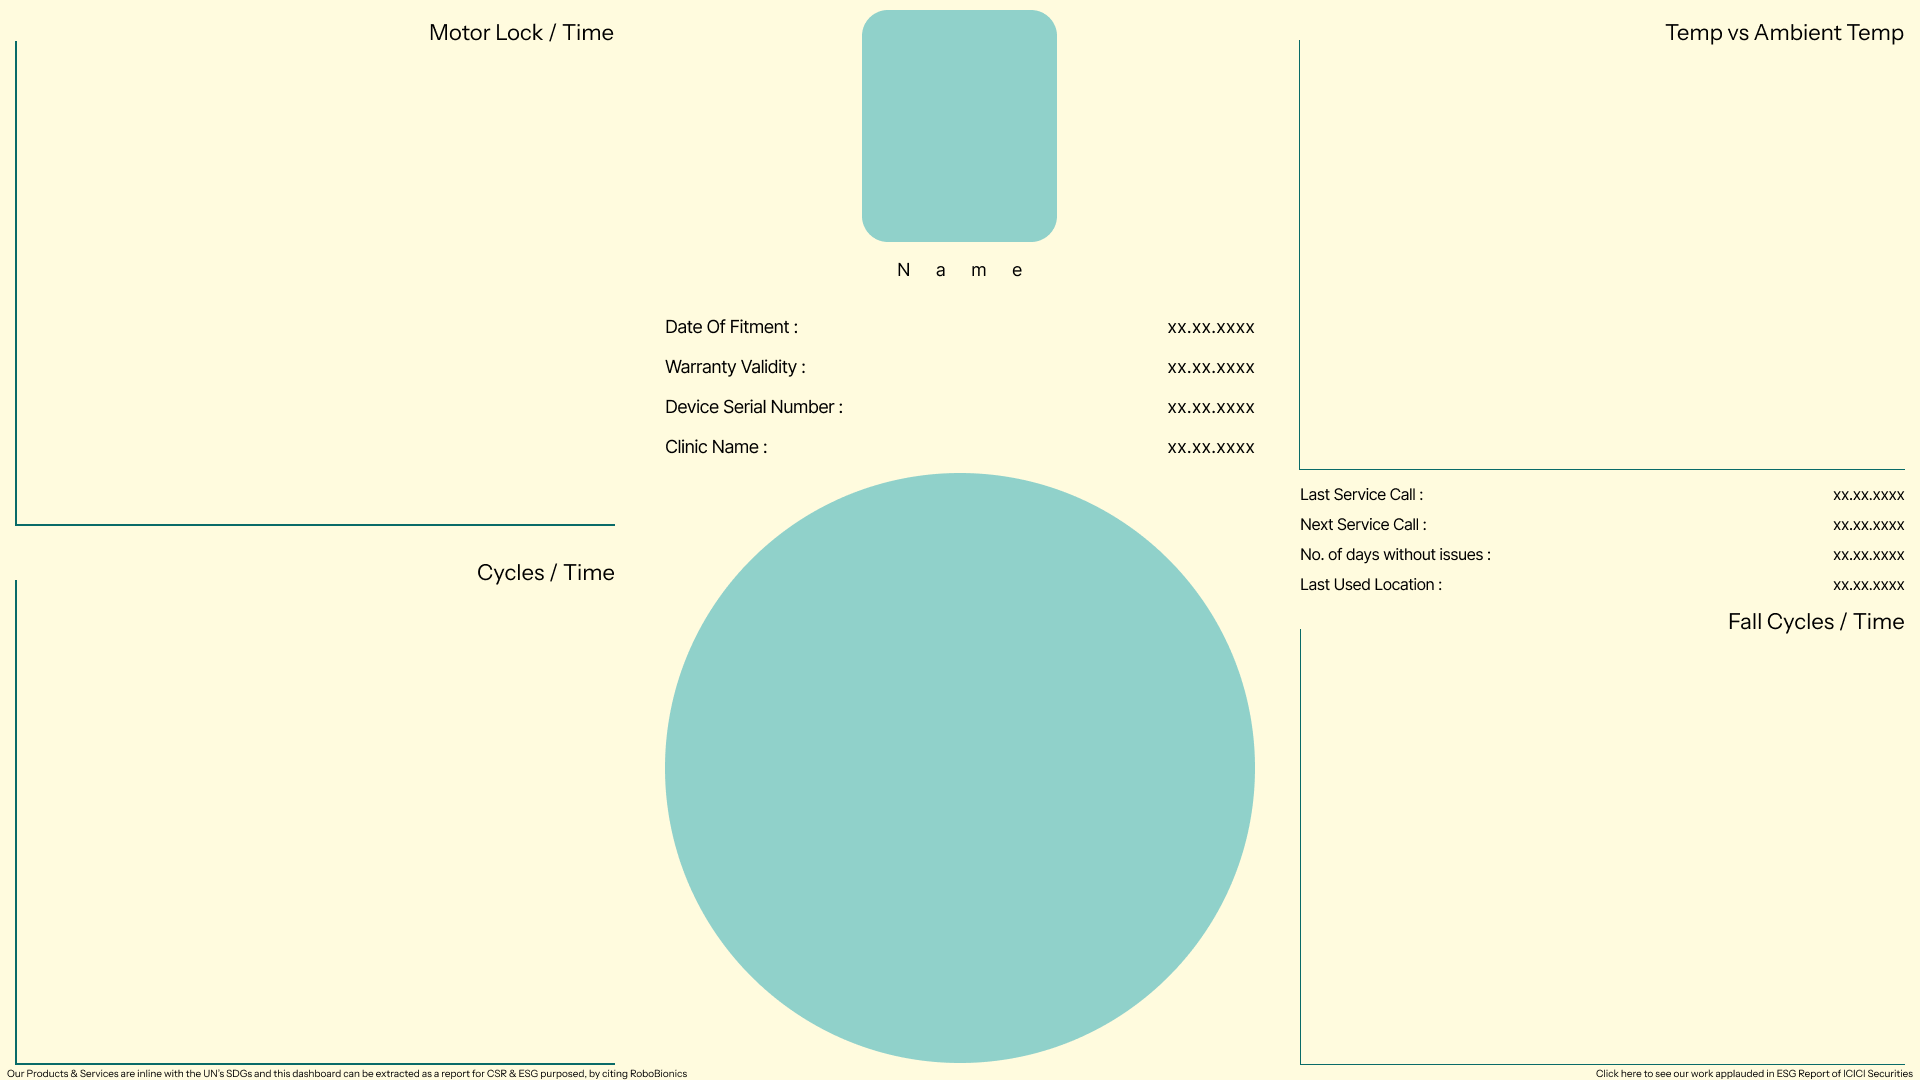 Motor Lock / Time
Cycles / Time
N a m e
Date Of Fitment : xx.xx.xxxx
Warranty Validity : xx.xx.xxxx
Device Serial Number : xx.xx.xxxx
Clinic Name : xx.xx.xxxx
Temp vs Ambient Temp
Last Service Call : xx.xx.xxxx
Next Service Call : xx.xx.xxxx
No. of days without issues : xx.xx.xxxx
Last Used Location : xx.xx.xxxx
Fall Cycles / Time
Our Products & Services are inline with the UN's SDGs and this dashboard can be extracted as a report for CSR & ESG purposed, by citing RoboBionics
Click here to see our work applauded in ESG Report of ICICI Securities